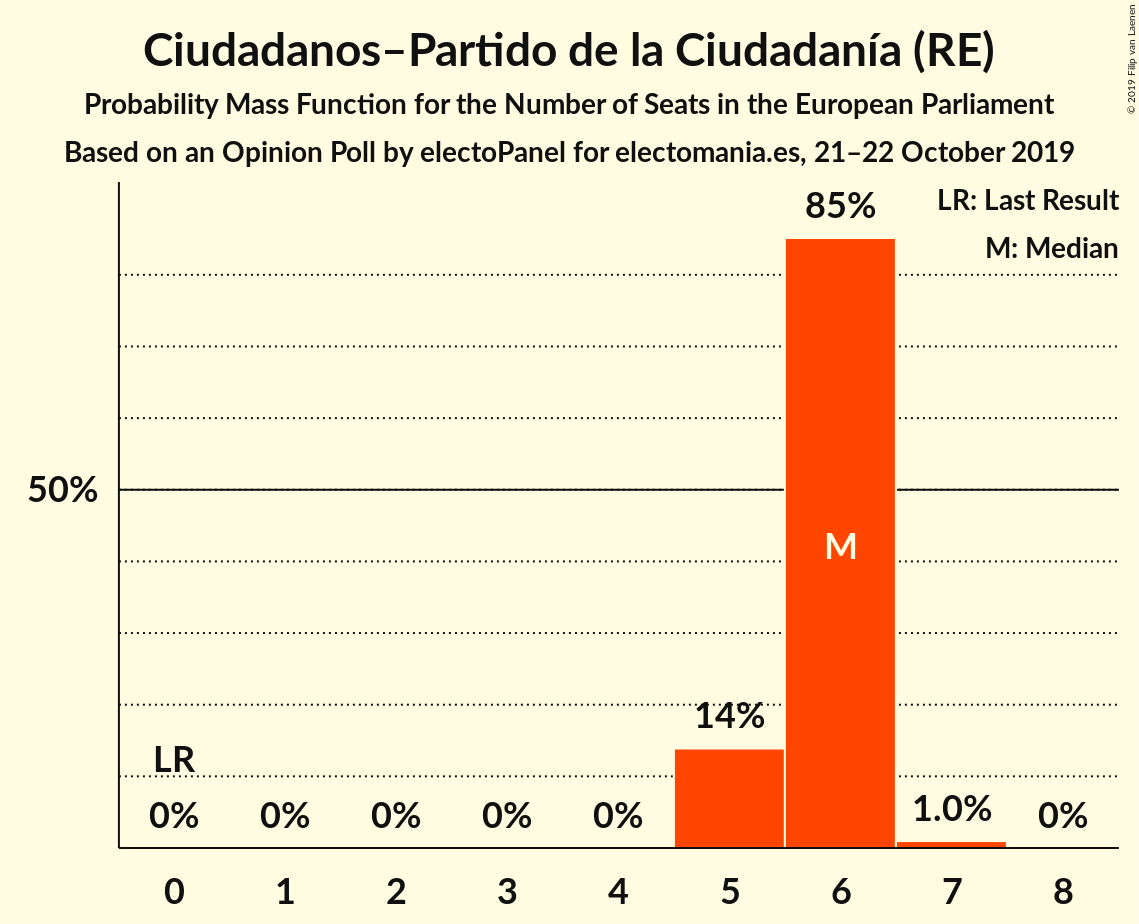 Ciudadanos–Partido de la Ciudadanía (RE)
Probability Mass Function for the Number of Seats in the European Parliament
Based on an Opinion Poll by electoPanel for electomania.es, 21–22 October 2019
© 2019 Filip van Laenen
LR: Last Result
M: Median
85%
50%
M
14%
LR
0% 0% 0% 0% 0% 1.0% 0%
0 1 2 3 4 5 6 7 8